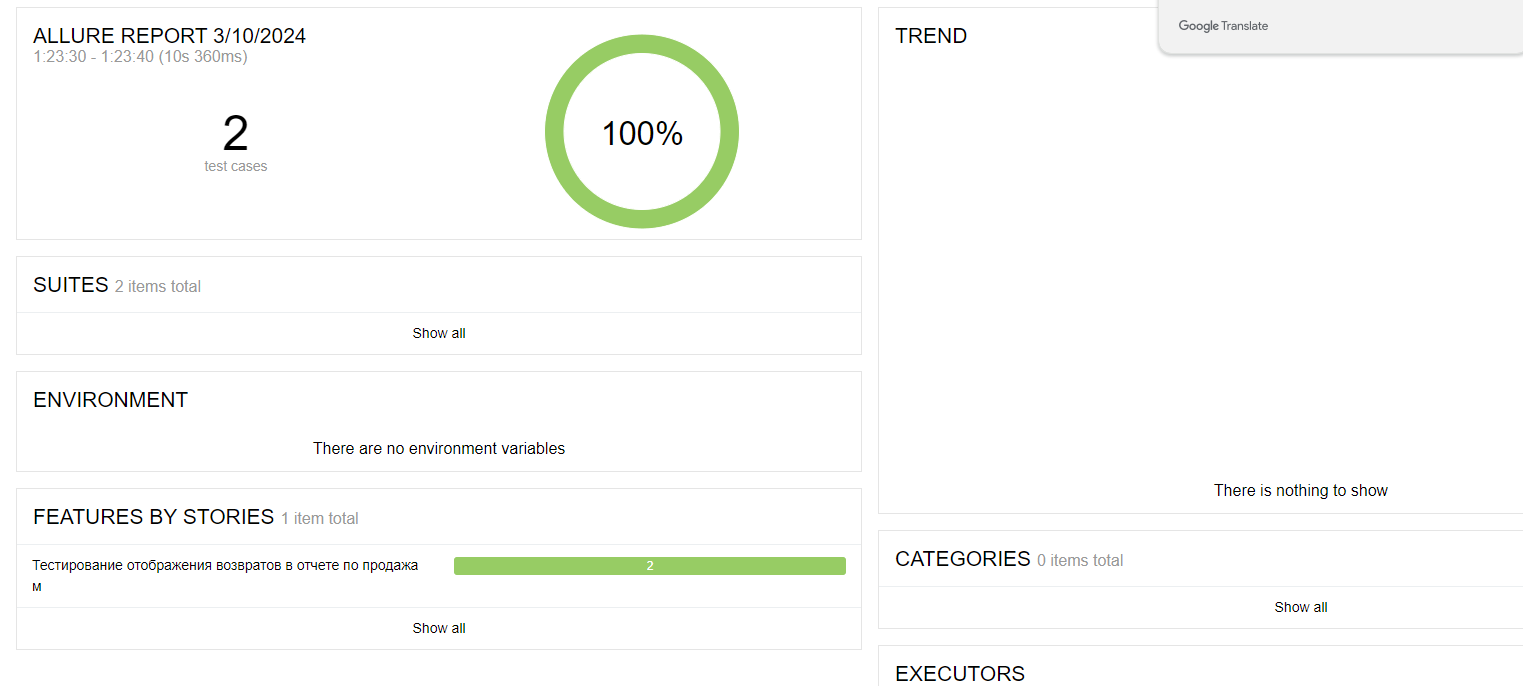 ALLURE REPORT 3/10/2024
1:23:30 - 1:23:40 (10s 360ms)
2
test cases
100%
SUITES 2 items total
Show all
ENVIRONMENT
There are no environment variables
FEATURES BY STORIES 1 item total
Тестирование отображения возвратов в отчете по продажа
м
2
Show all
TREND
Google Translate
There is nothing to show
CATEGORIES 0 items total
Show all
EXECUTORS